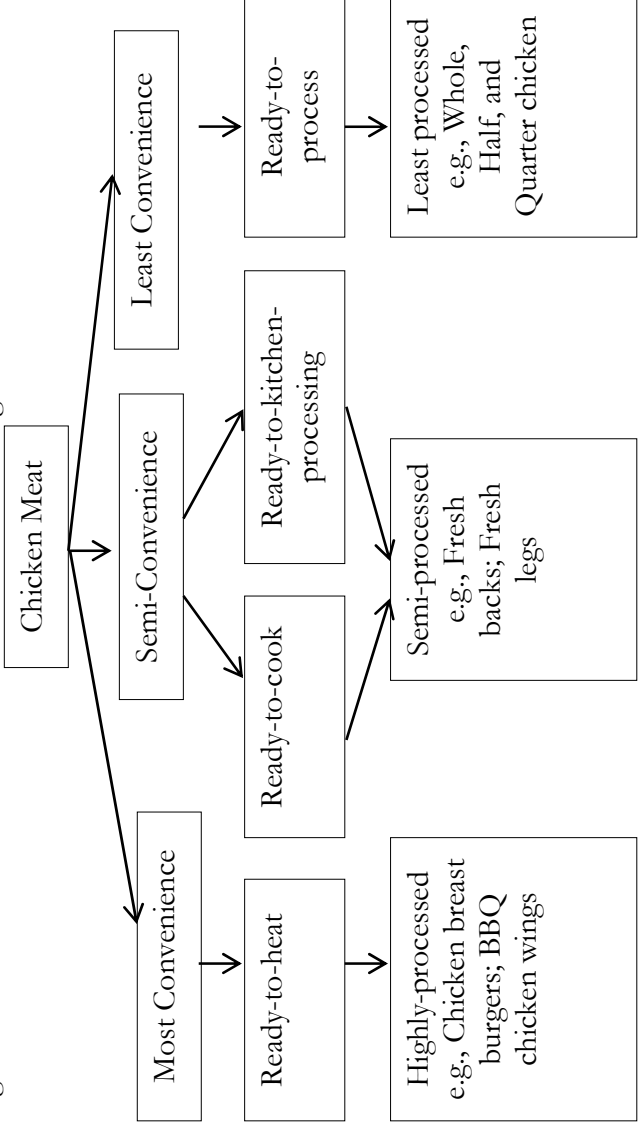 Chicken Meat
Most Convenience
Semi-Convenience
Least Convenience
Ready-to-heat
Ready-to-cook
Ready-to-kitchen-
processing
Ready-to-
process
Highly-processed
e.g., Chicken breast
burgers; BBQ
chicken wings
Semi-processed
e.g., Fresh
backs; Fresh
legs
Least processed
e.g., Whole,
Half, and
Quarter chicken